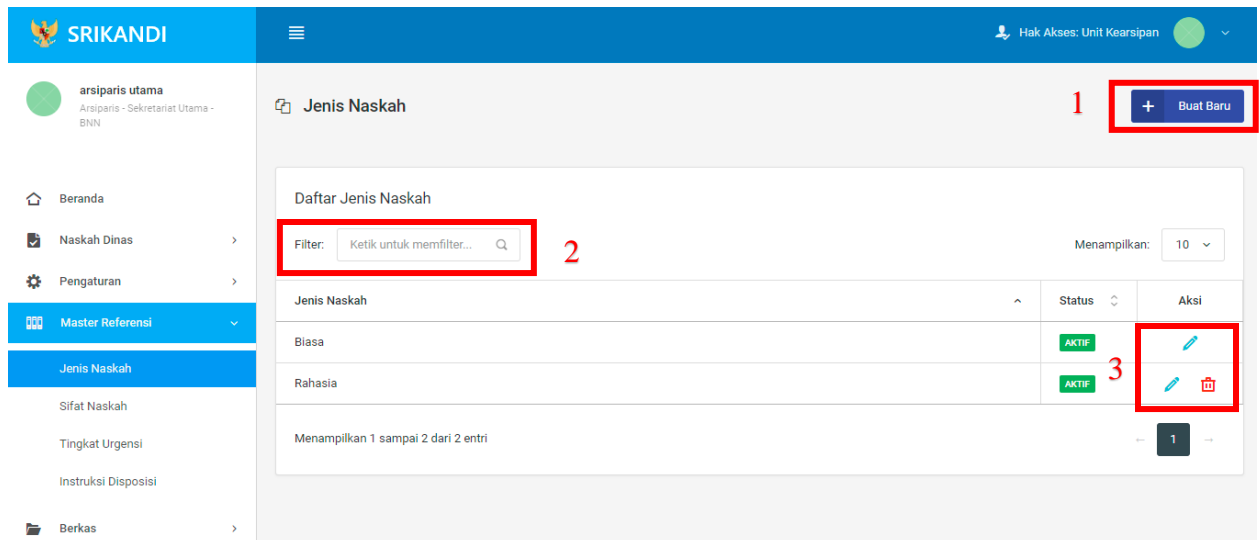 SRIKANDI
Hak Akses: Unit Kearsipan
arsiparis utama
Arsiparis - Sekretariat Utama -
BNN
Jenis Naskah
1
+ Buat Baru
Beranda
Naskah Dinas
Pengaturan
Master Referensi
Jenis Naskah
Sifat Naskah
Tingkat Urgensi
Instruksi Disposisi
Berkas
Daftar Jenis Naskah
Filter: Ketik untuk memfilter...
2
Menampilkan: 10
Jenis Naskah Status Aksi
Biasa AKTIF
3
Rahasia AKTIF
Menampilkan 1 sampai 2 dari 2 entri
← 1 →